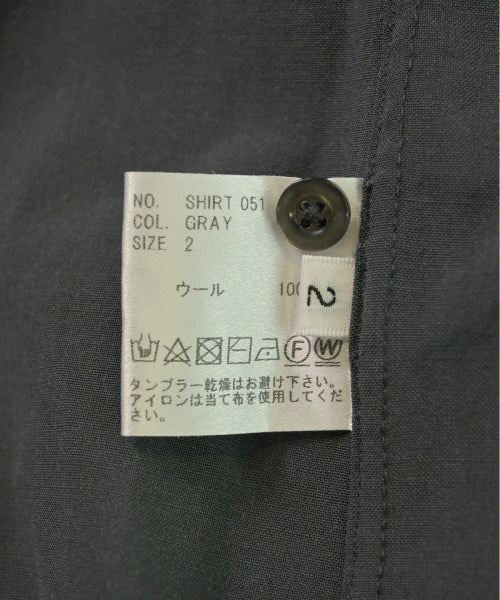 NO. SHIRT 051
COL. GRAY
SIZE 2
ウール 100
2
F W
タンブラー乾燥はお避け下さい。
アイロンは当て布を使用してくだ
さい。